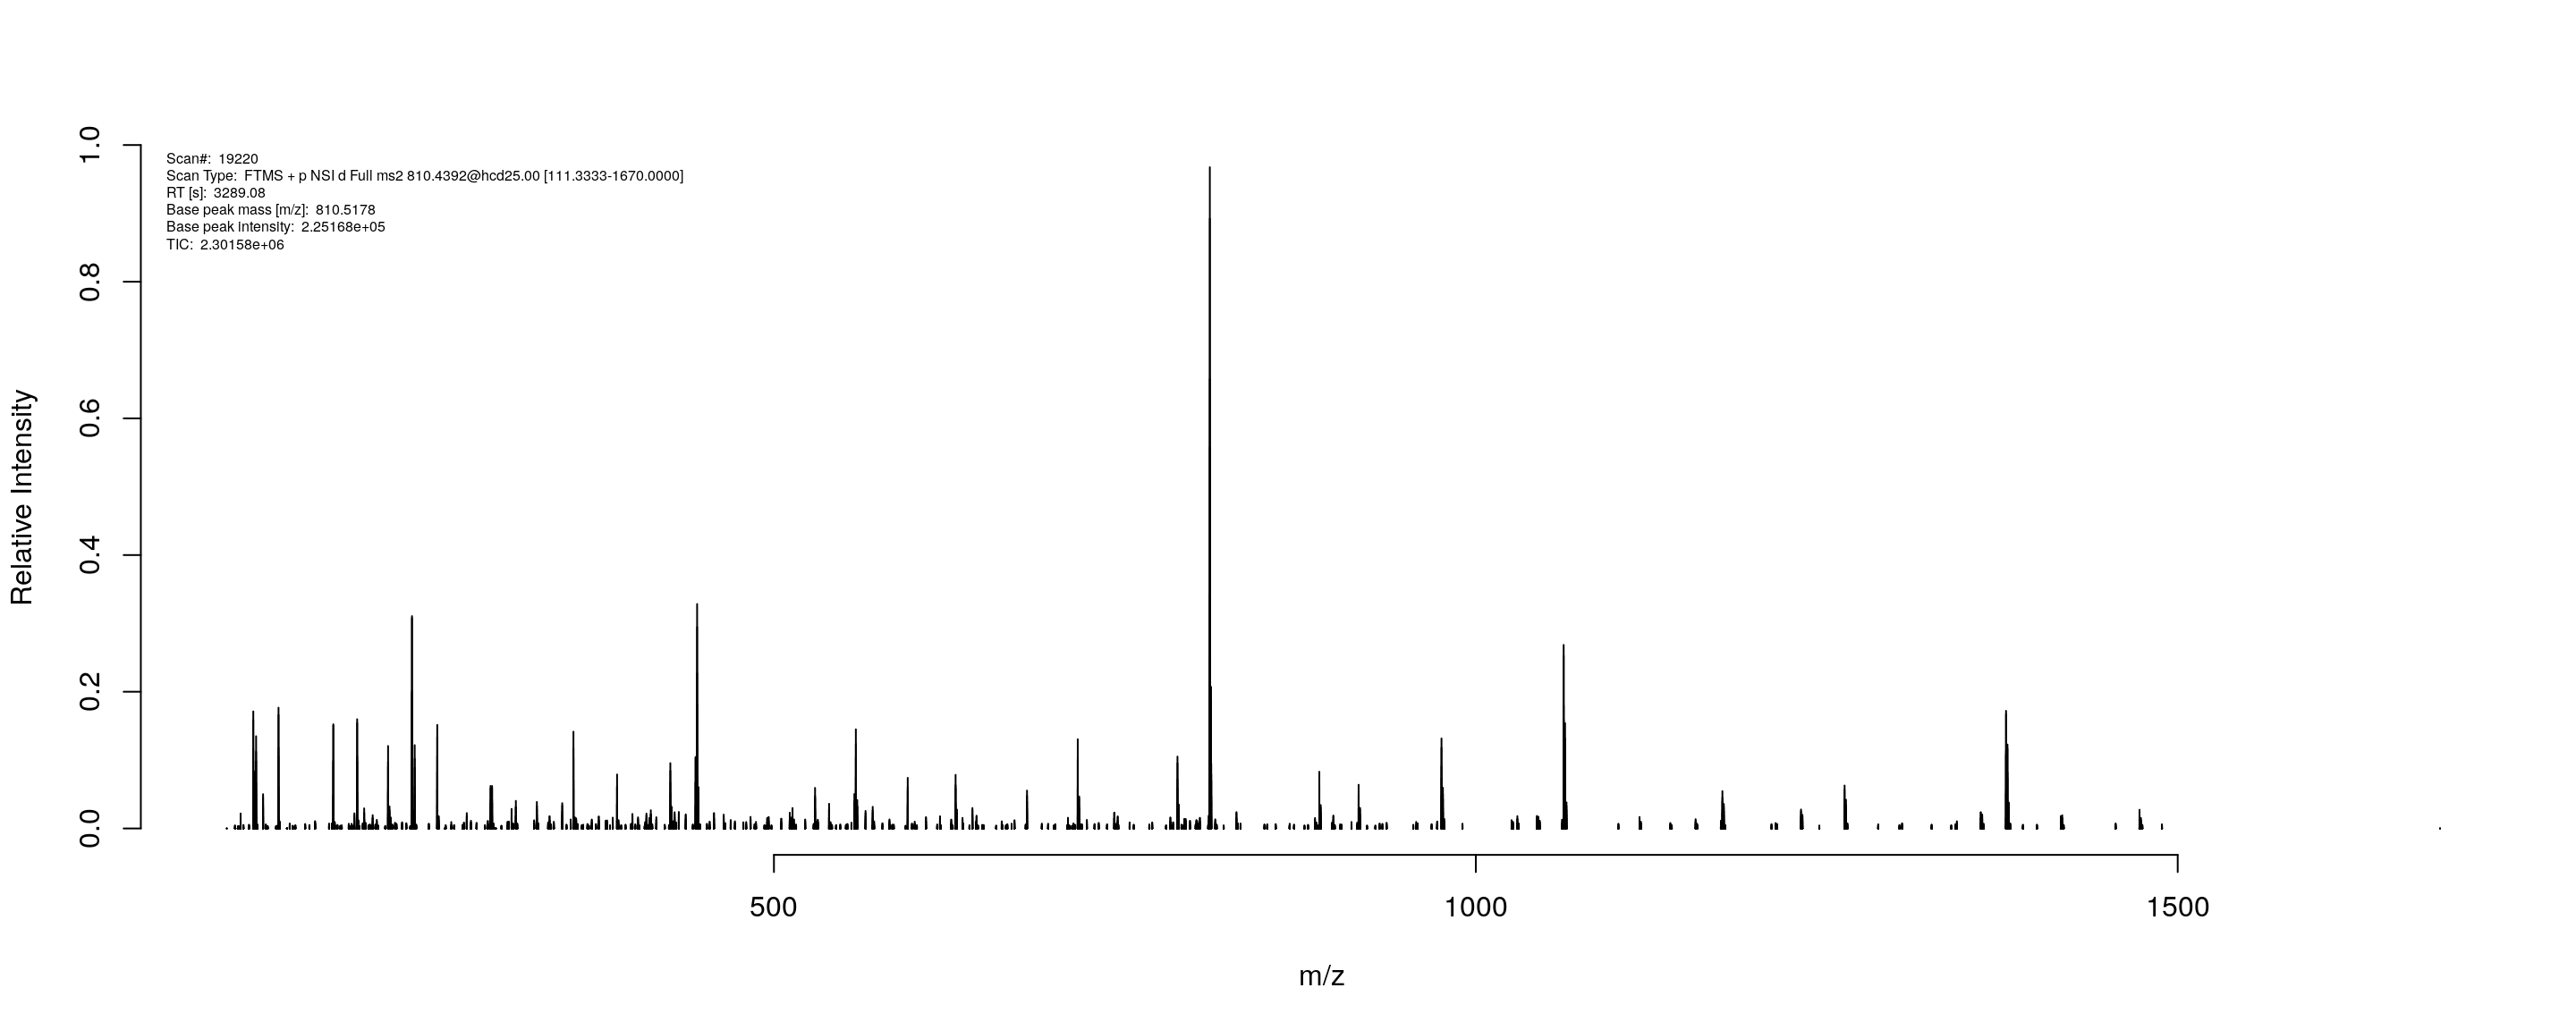 Scan#: 19220
Scan Type: FTMS + p NSI d Full ms2 810.4392@hcd25.00 [111.3333-1670.0000]
RT [s]: 3289.08
Base peak mass [m/z]: 810.5178
Base peak intensity: 2.25168e+05
TIC: 2.30158e+06
Relative Intensity
1.0
0.8
0.6
0.4
0.2
0.0
500 1000 1500
m/z